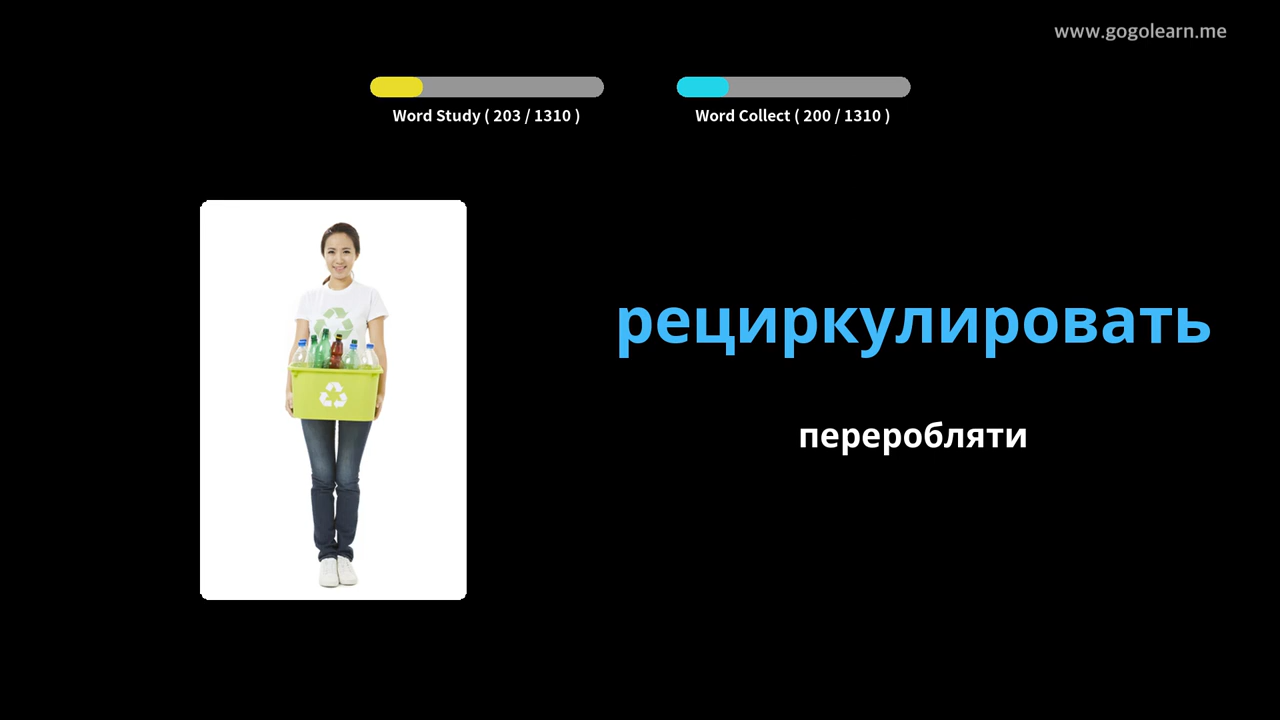 www.gogolearn.me
Word Study ( 203 / 1310 )
Word Collect ( 200 / 1310 )
рециркулировать
переробляти